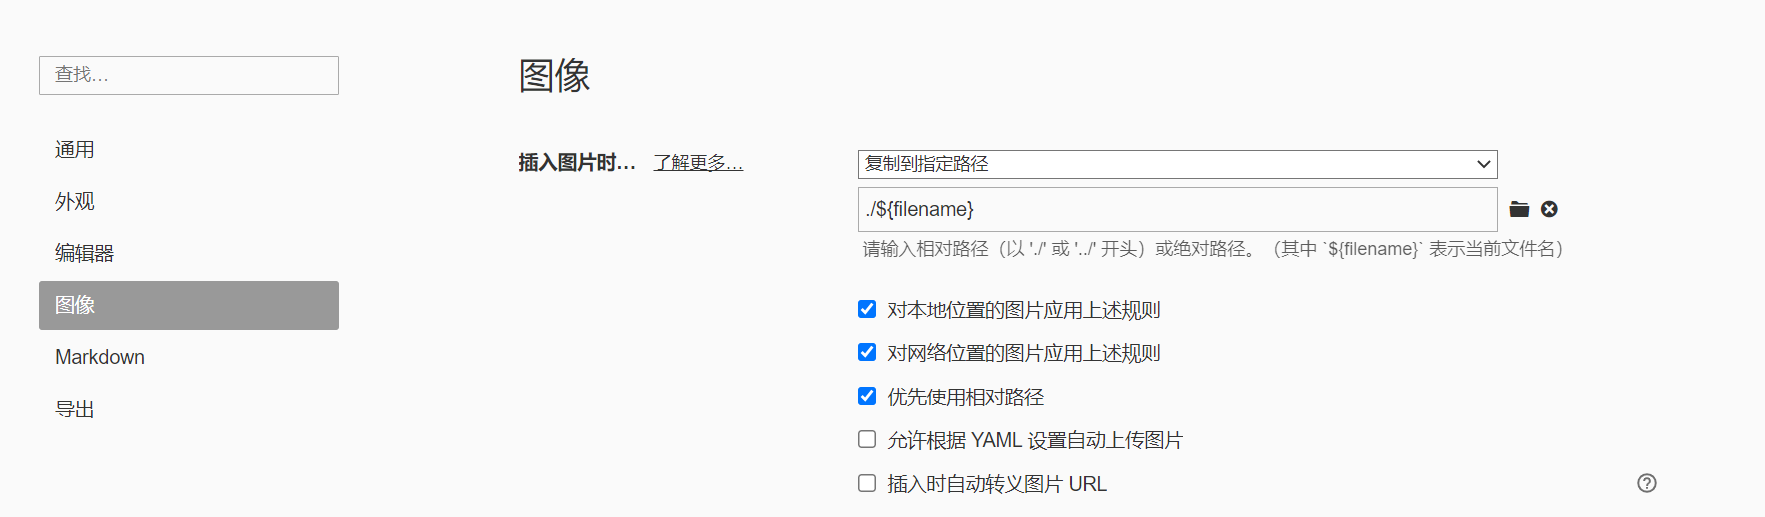 查找...
通用
外观
编辑器
图像
Markdown
导出
图像
插入图片时... 了解更多...
复制到指定路径
./${filename}
请输入相对路径（以 './' 或 '../' 开头）或绝对路径。（其中 `${filename}` 表示当前文件名）
对本地位置的图片应用上述规则
对网络位置的图片应用上述规则
优先使用相对路径
允许根据 YAML 设置自动上传图片
插入时自动转义图片 URL